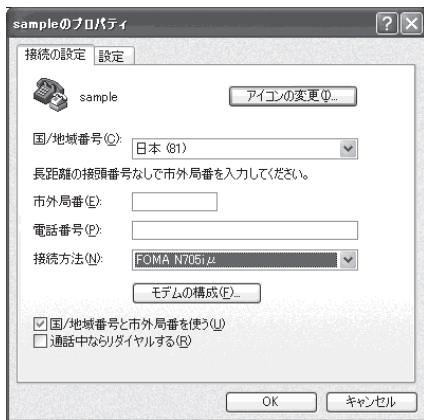 sampleのプロパティ
接続の設定 設定
sample
アイコンの変更(I)...
国/地域番号(C):
日本 (81)
長距離の接頭番号なしで市外局番を入力してください。
市外局番(E):
電話番号(P):
接続方法(N):
FOMA N705iμ
モデムの構成(F)...
国/地域番号と市外局番を使う(U)
通話中ならリダイヤルする(R)
OK キャンセル